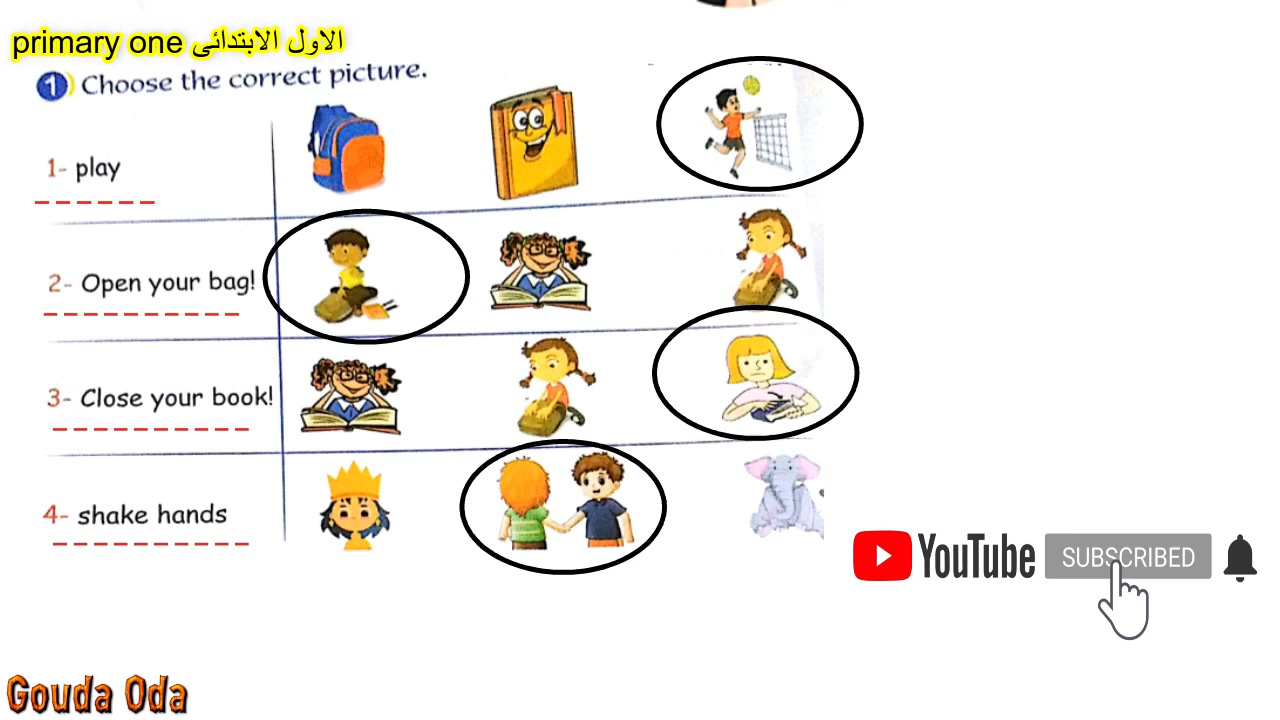 primary one الاول الابتدائى
1 Choose the correct picture.
1- play
2- Open your bag!
3- Close your book!
4- shake hands
YouTube SUBSCRIBED
Gouda Oda